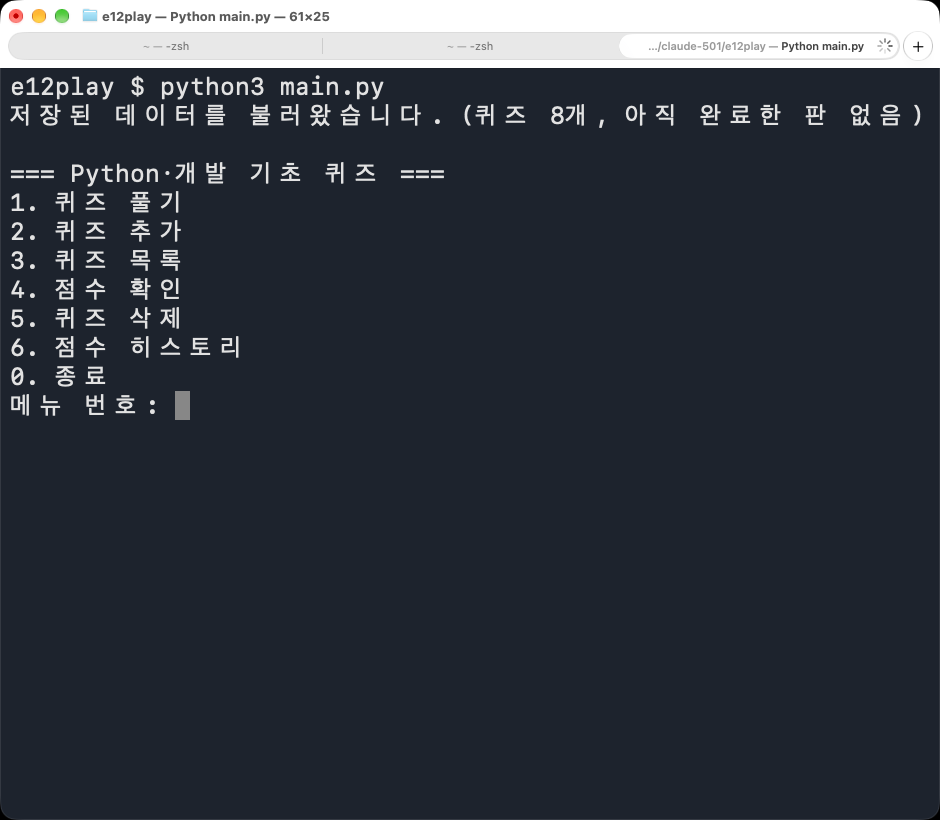 e12play — Python main.py — 61×25
~ — -zsh
~ — -zsh
.../claude-501/e12play — Python main.py
+
e12play $ python3 main.py
저장된 데이터를 불러왔습니다. (퀴즈 8개, 아직 완료한 판 없음)
=== Python·개발 기초 퀴즈 ===
1. 퀴즈 풀기
2. 퀴즈 추가
3. 퀴즈 목록
4. 점수 확인
5. 퀴즈 삭제
6. 점수 히스토리
0. 종료
메뉴 번호: